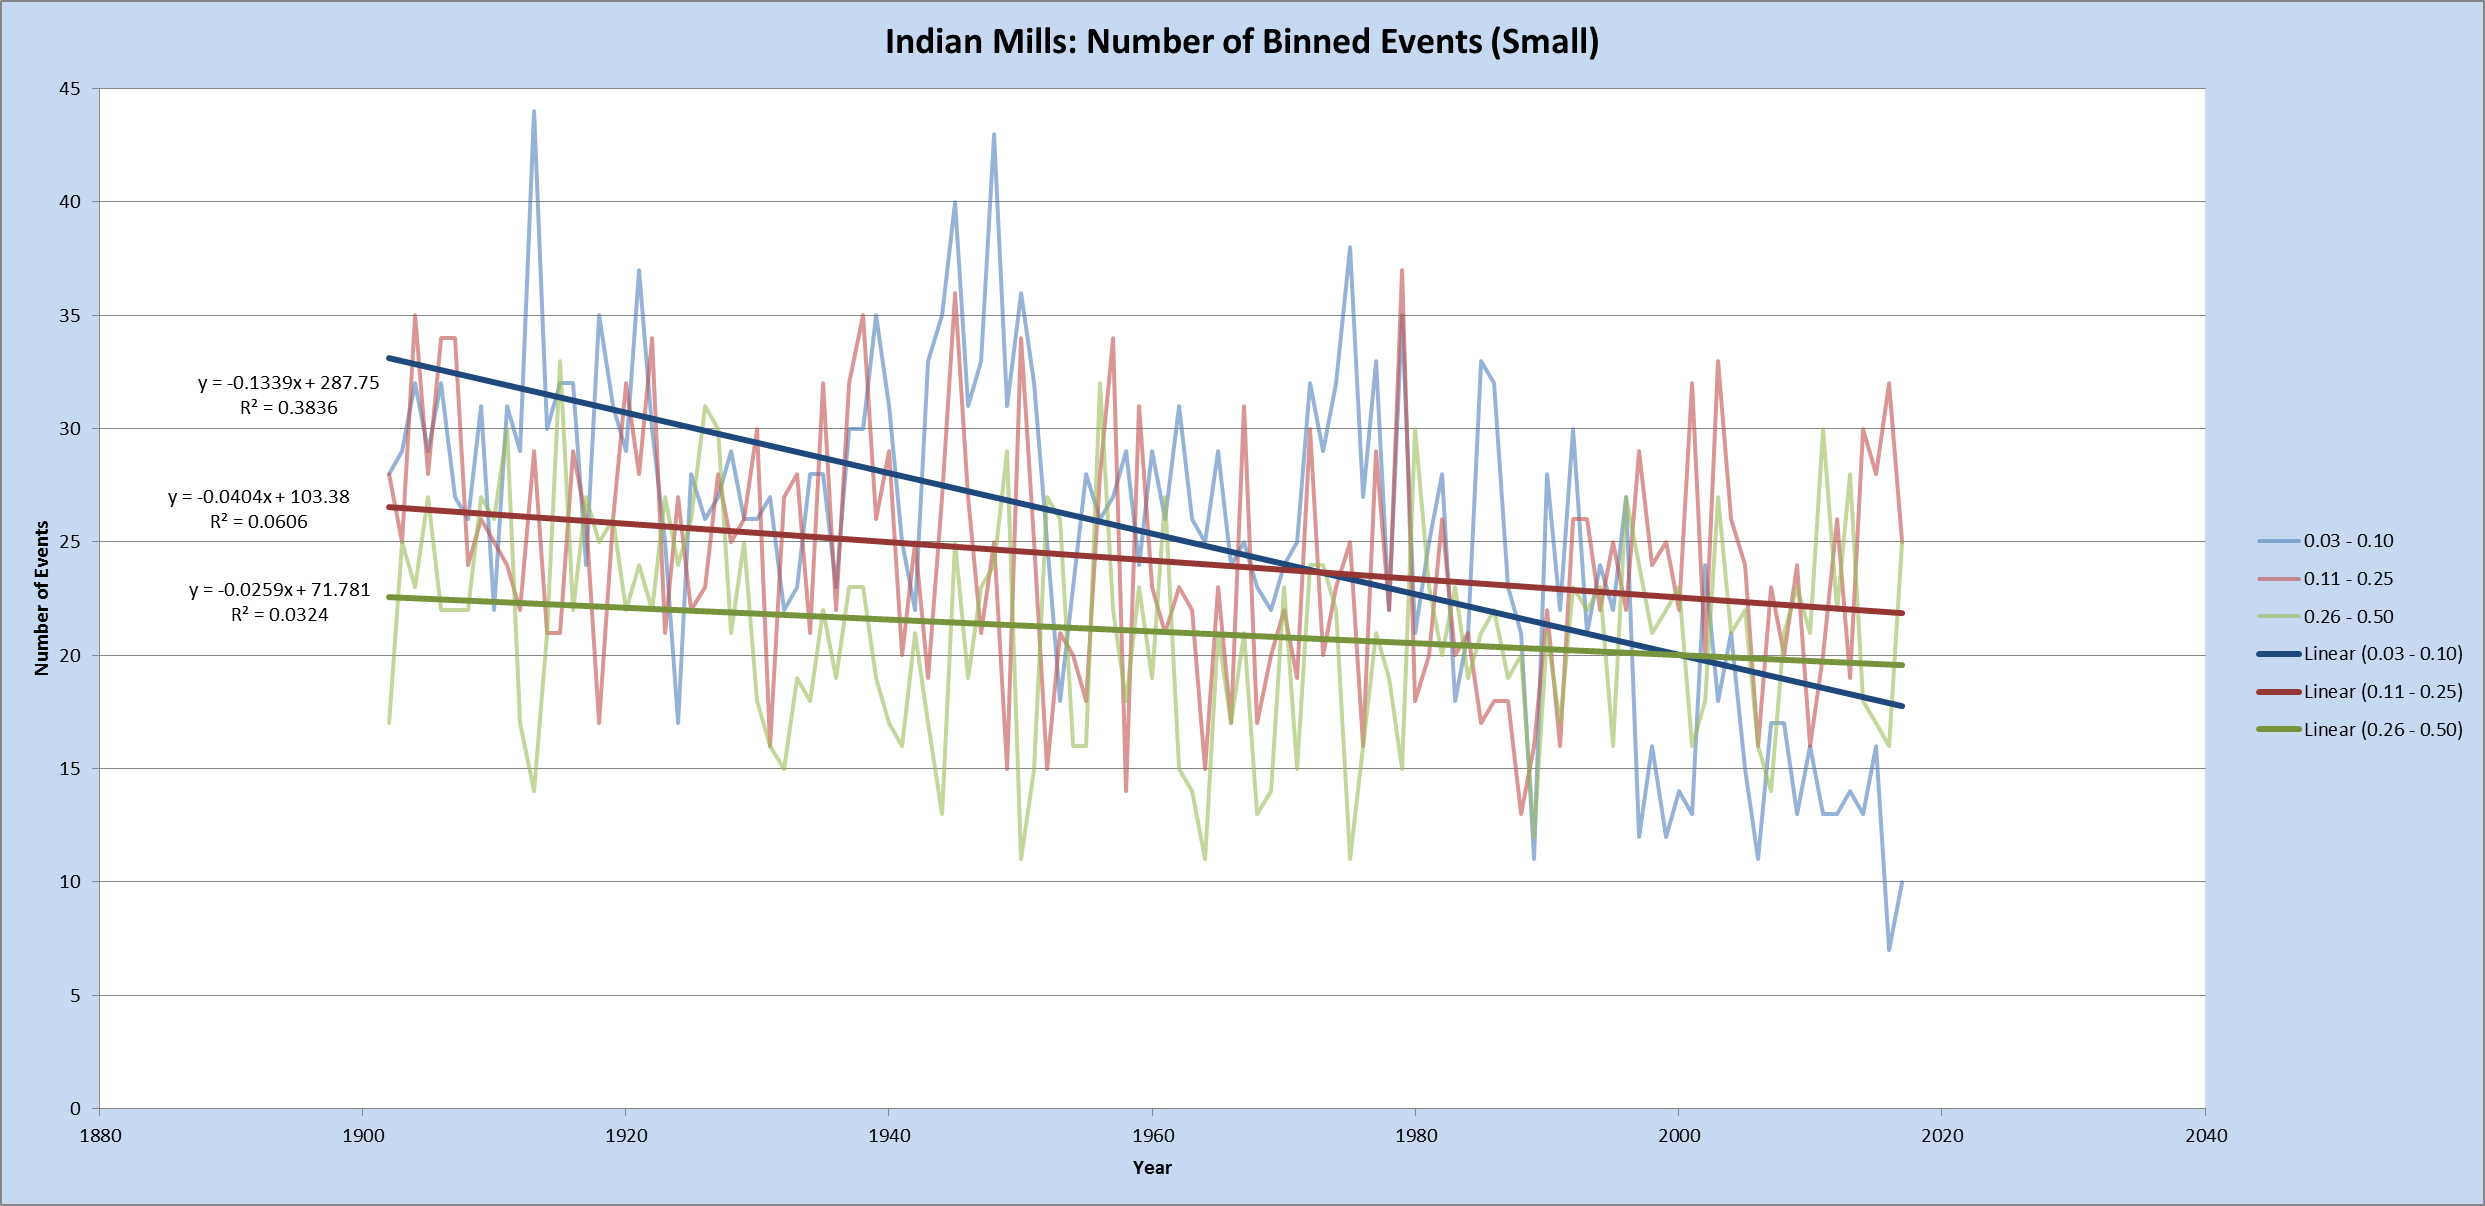 Indian Mills: Number of Binned Events (Small)
45
40
35
30
25
20
15
10
5
0
Number of Events
y = -0.1339x + 287.75
R² = 0.3836
y = -0.0404x + 103.38
R² = 0.0606
y = -0.0259x + 71.781
R² = 0.0324
1880 1900 1920 1940 1960 1980 2000 2020 2040
Year
0.03 - 0.10
0.11 - 0.25
0.26 - 0.50
Linear (0.03 - 0.10)
Linear (0.11 - 0.25)
Linear (0.26 - 0.50)